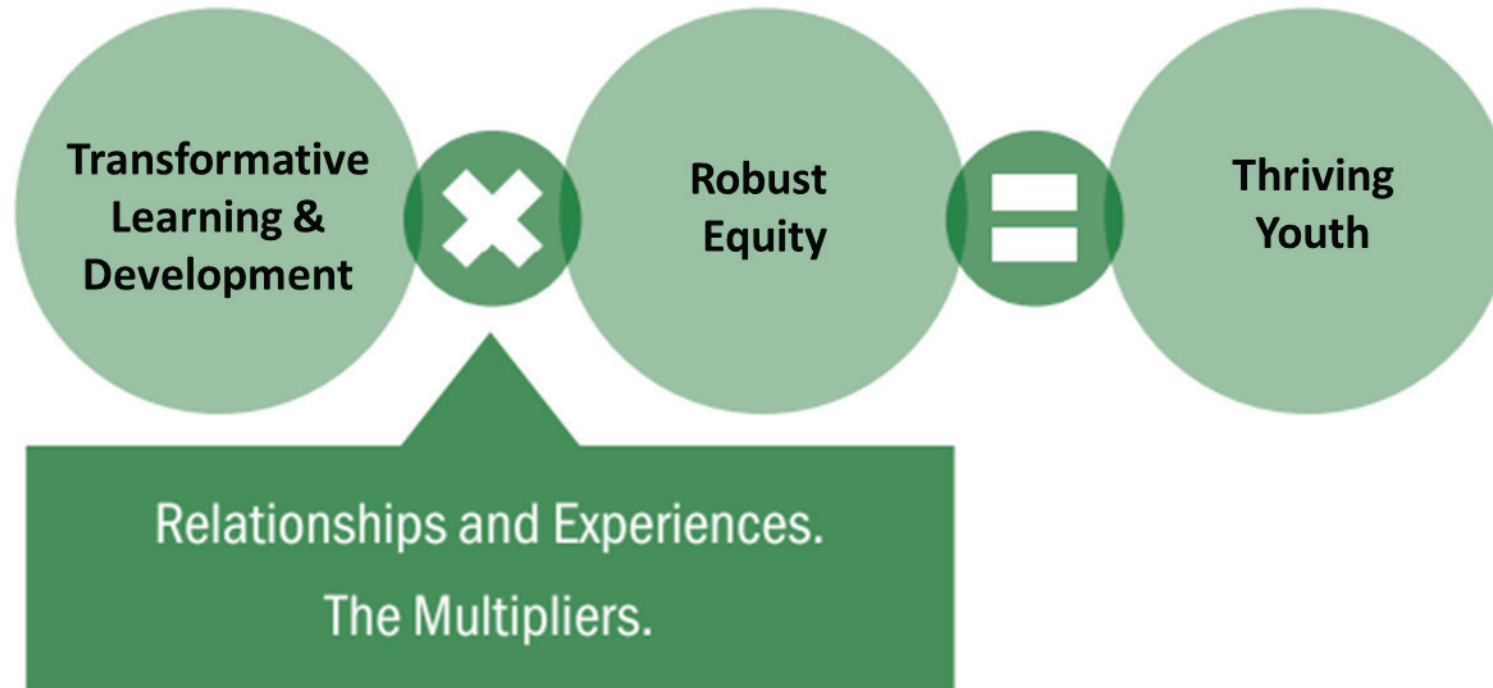 Transformative
Learning &
Development
×
Robust
Equity
=
Thriving
Youth
Relationships and Experiences.
The Multipliers.